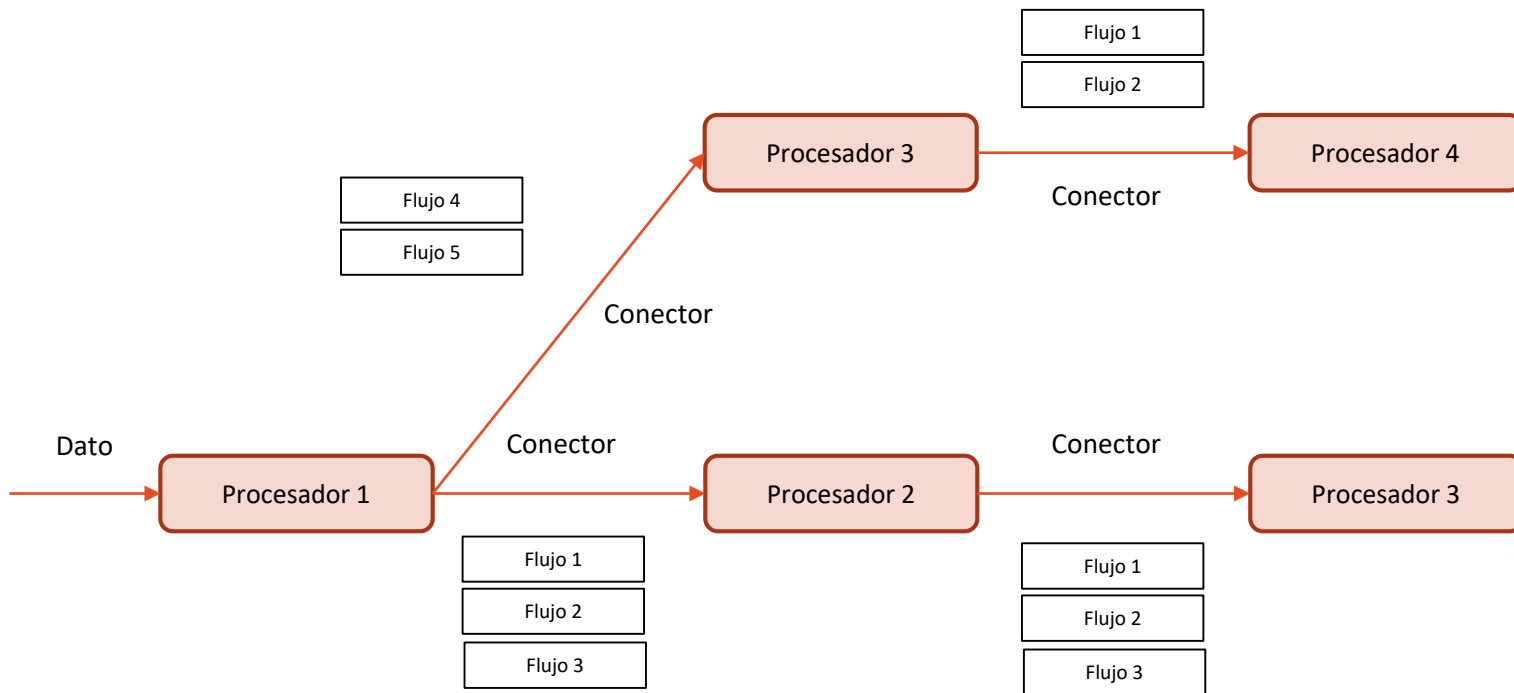 Flujo 1
Flujo 2
Procesador 3
Procesador 4
Conector
Flujo 4
Flujo 5
Conector
Dato
Conector
Conector
Procesador 1
Procesador 2
Procesador 3
Flujo 1
Flujo 2
Flujo 3
Flujo 1
Flujo 2
Flujo 3